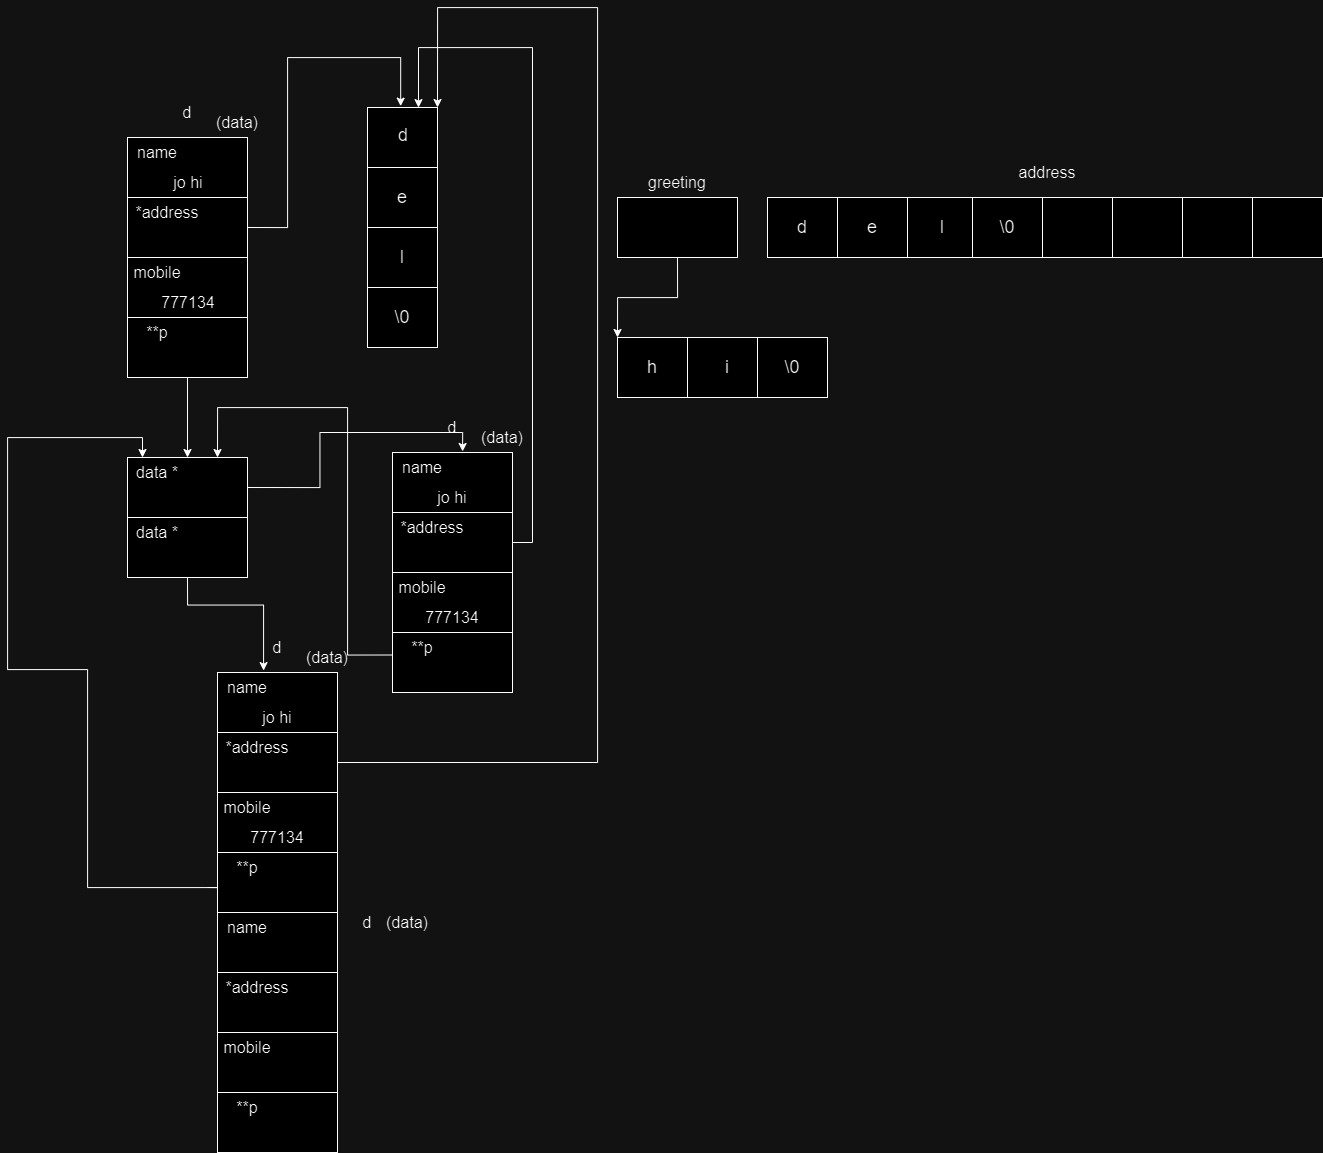 d
(data)
name
jo hi
*address
mobile
777134
**p
d
e
l
\0
greeting
h
i
\0
address
d
e
l
\0
data *
data *
d
(data)
name
jo hi
*address
mobile
777134
**p
d
(data)
name
jo hi
*address
mobile
777134
**p
d
(data)
name
*address
mobile
**p